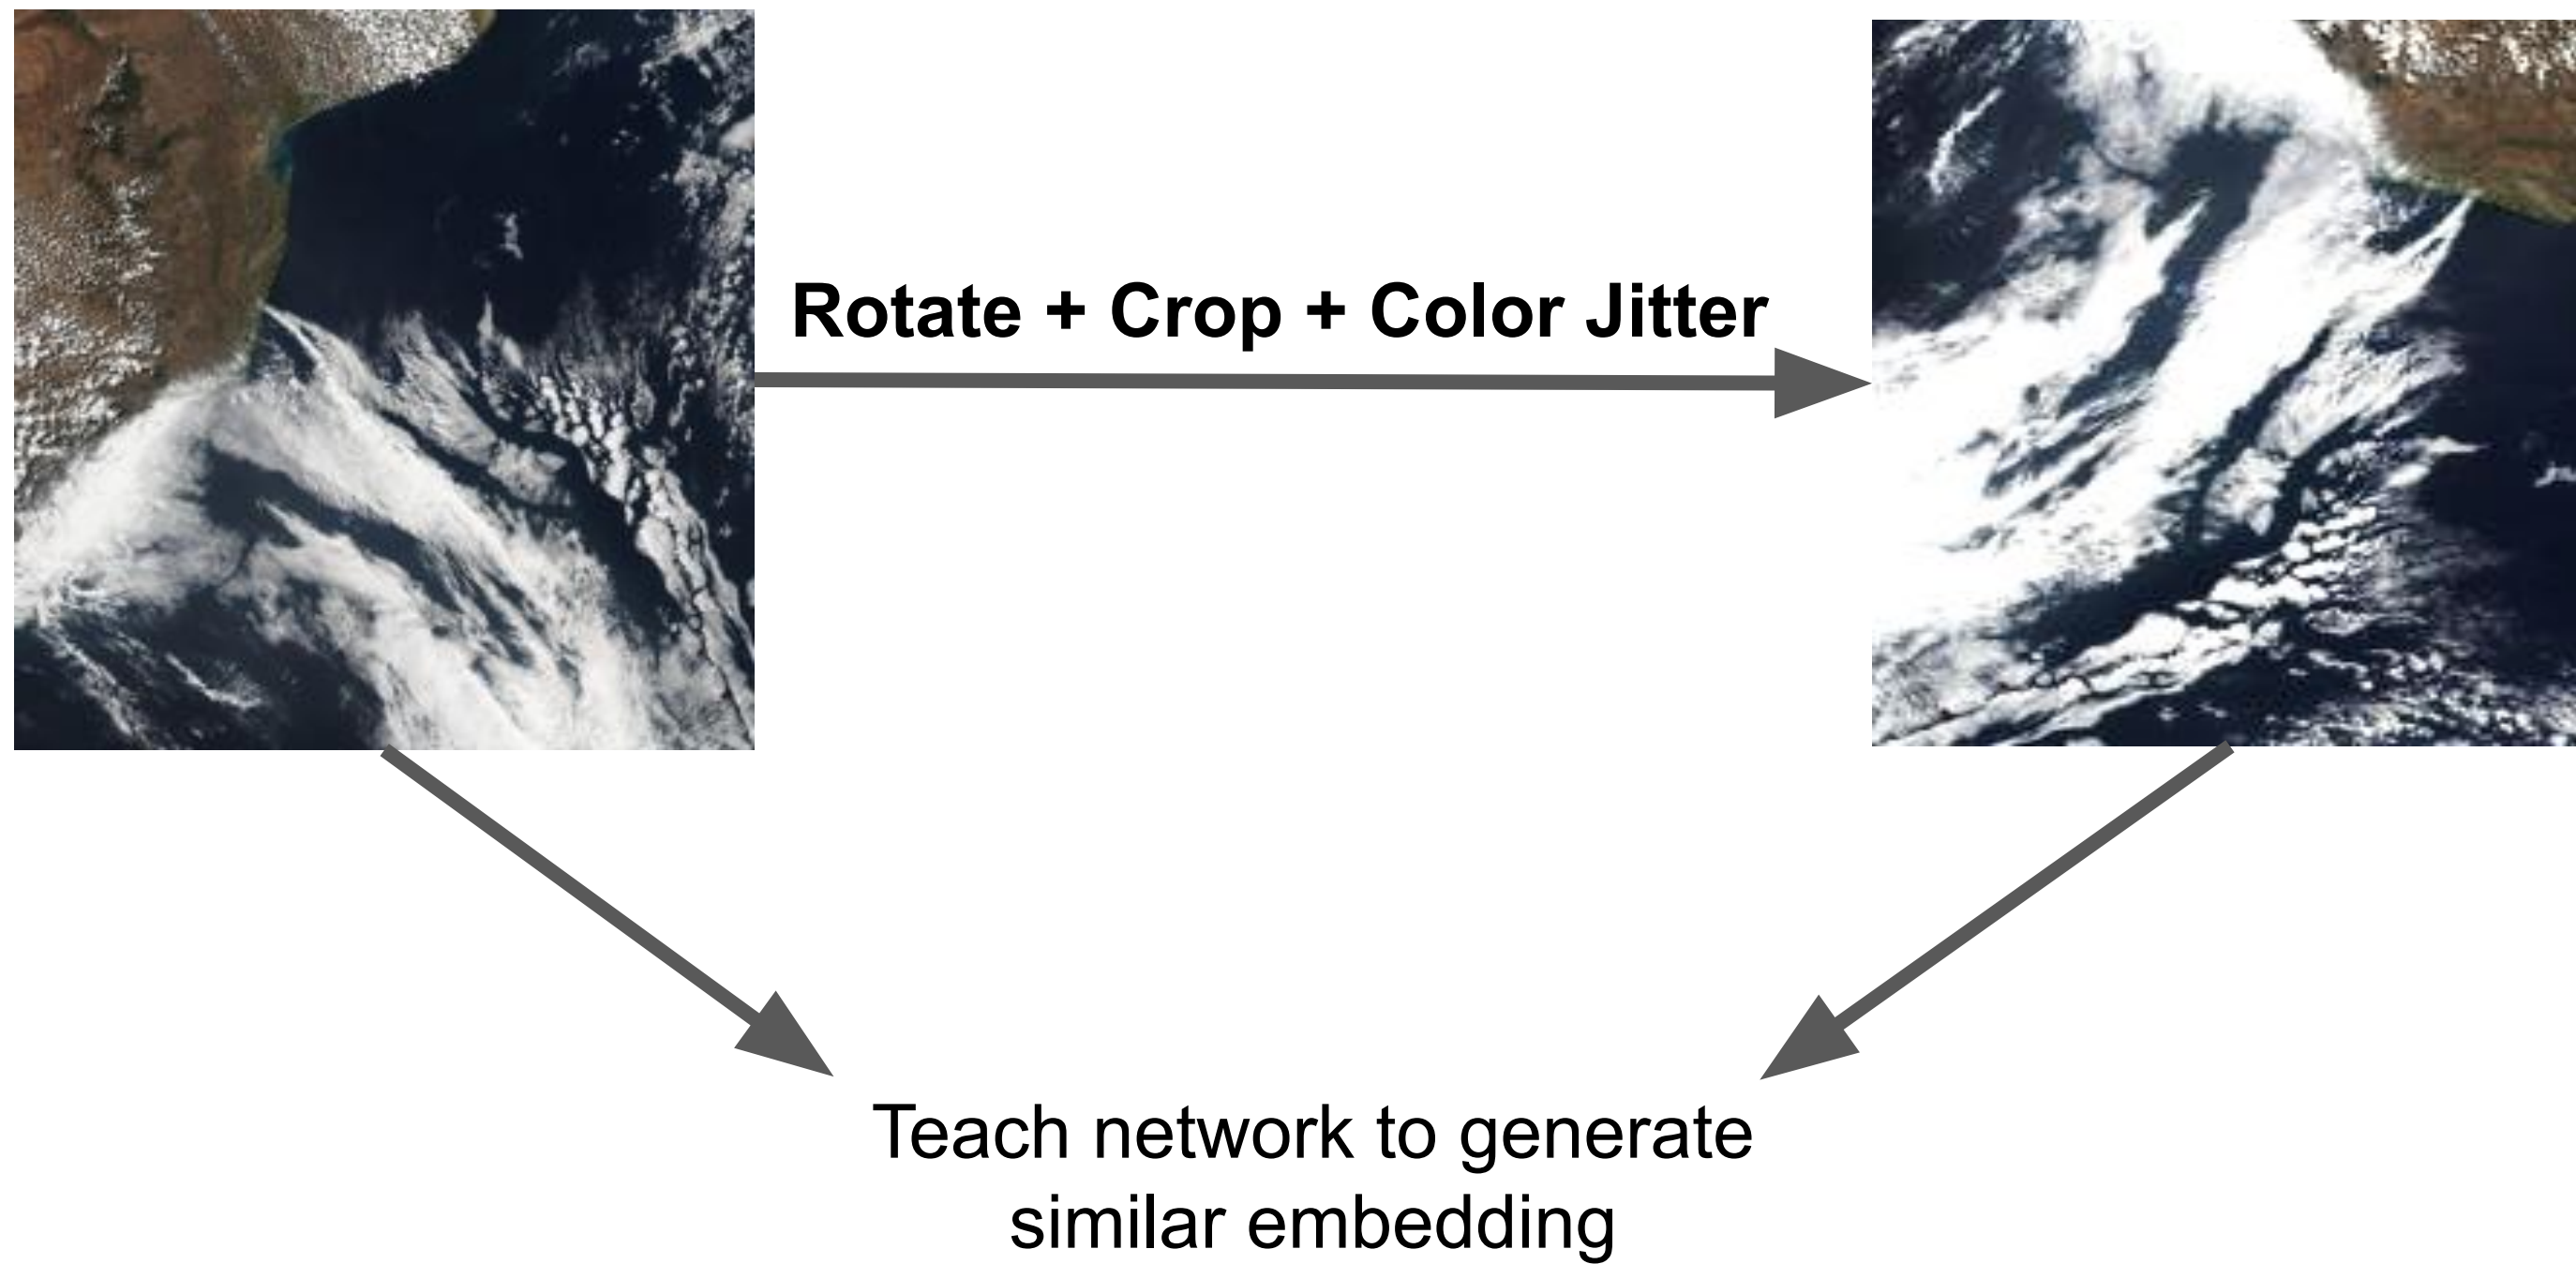 Rotate + Crop + Color Jitter
Teach network to generate
similar embedding